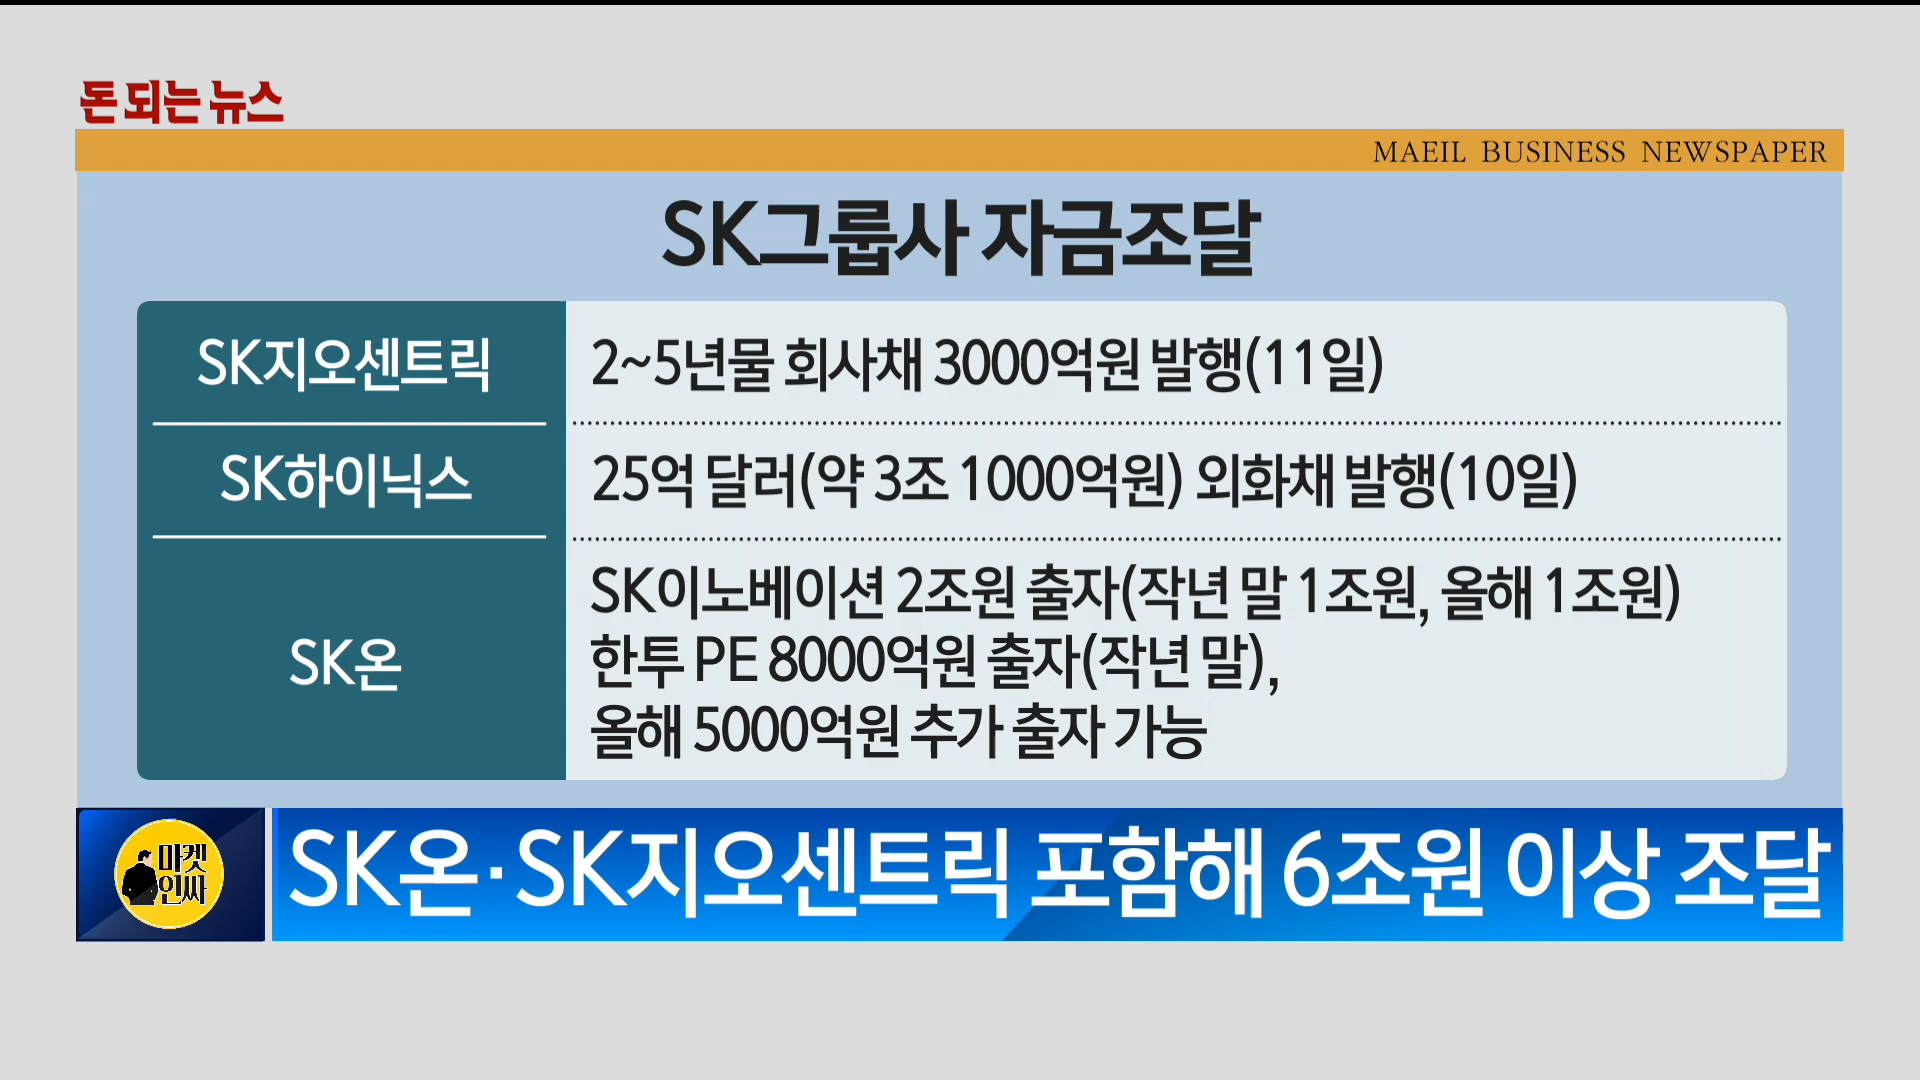 돈 되는 뉴스
MAEIL BUSINESS NEWSPAPER
SK그룹사 자금조달
SK지오센트릭
2~5년물 회사채 3000억원 발행(11일)
SK하이닉스
25억 달러(약 3조 1000억원) 외화채 발행(10일)
SK온
SK이노베이션 2조원 출자(작년 말 1조원, 올해 1조원)
한투 PE 8000억원 출자(작년 말),
올해 5000억원 추가 출자 가능
마켓
인싸
SK온·SK지오센트릭 포함해 6조원 이상 조달